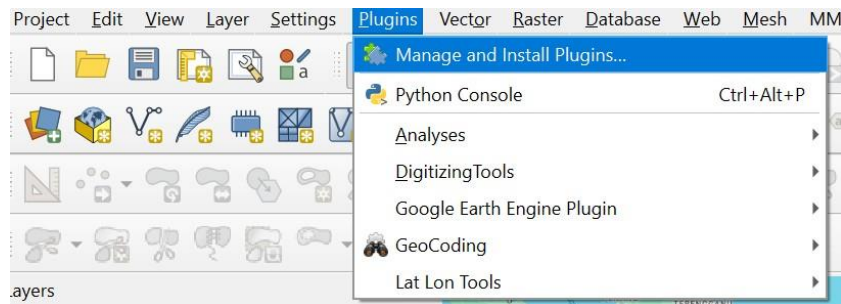 Project Edit View Layer Settings Plugins Vector Raster Database Web Mesh MM
Manage and Install Plugins...
a
Python Console Ctrl+Alt+P
Analyses
DigitizingTools
Google Earth Engine Plugin
GeoCoding
Lat Lon Tools
ayers